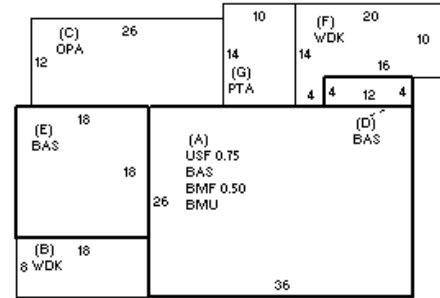 (C)
OPA
26
12
10
14
(G)
PTA
(F)
WDK
20
10
14
16
4
4
12
4
(D)
BAS
(E)
BAS
18
18
(A)
USF 0.75
BAS
BMF 0.50
BMU
26
36
(B)
WDK
18
8